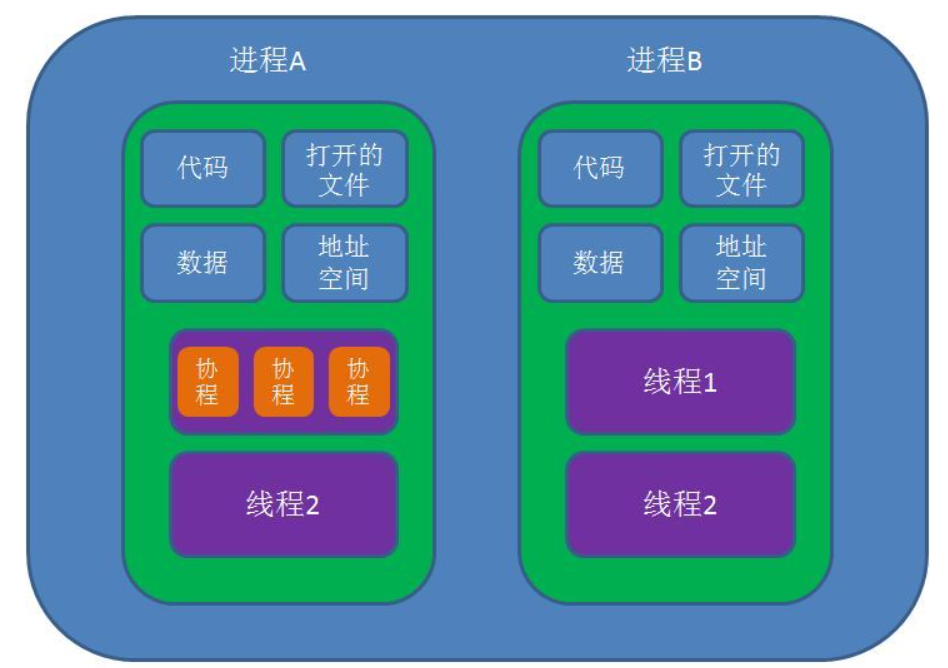 进程A
进程B
代码
打开的
文件
数据
地址
空间
协
程
协
程
协
程
线程2
代码
打开的
文件
数据
地址
空间
线程1
线程2